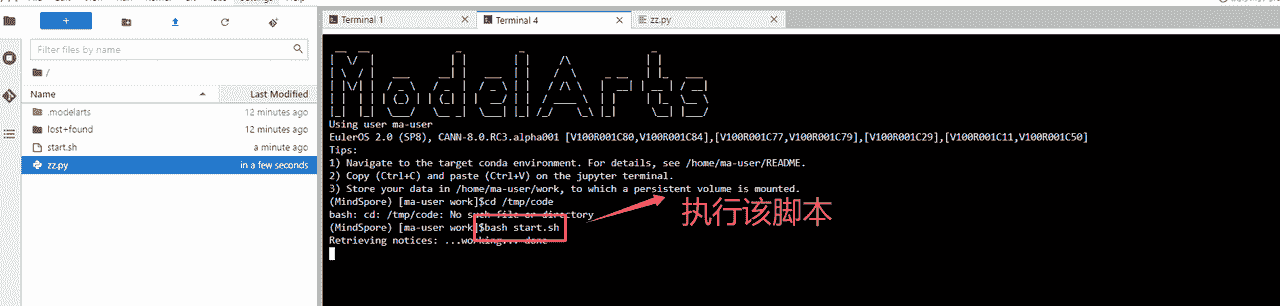 Terminal 1
Terminal 4
zz.py
Filter files by name
/
Name
Last Modified
.modelarts
12 minutes ago
lost+found
12 minutes ago
start.sh
a minute ago
zz.py
in a few seconds
ModelArts
Using user ma-user
EulerOS 2.0 (SP8), CANN-8.0.RC3.alpha001 [V100R001C80,V100R001C84],[V100R001C77,V100R001C79],[V100R001C29],[V100R001C11,V100R001C50]
Tips:
1) Navigate to the target conda environment. For details, see /home/ma-user/README.
2) Copy (Ctrl+C) and paste (Ctrl+V) on the jupyter terminal.
3) Store your data in /home/ma-user/work, to which a persistent volume is mounted.
(MindSpore) [ma-user work]$cd /tmp/code
bash: cd: /tmp/code: No such file or directory
(MindSpore) [ma-user work]$bash start.sh
Retrieving notices: ...working... done
执行该脚本